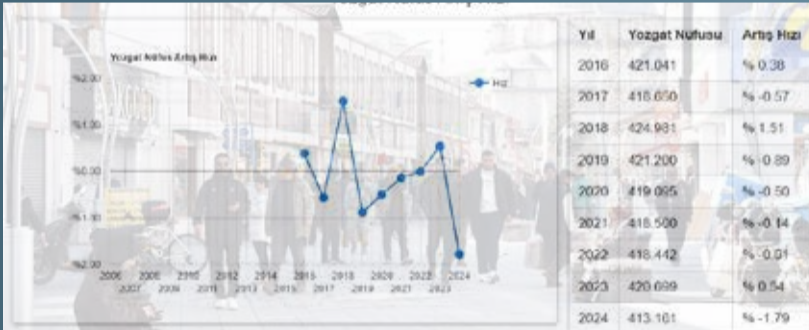 Yozgat Nüfus Artış Hızı
Hız
%2.00
%1.00
%0.00
%1.00
%2.00
2006 2008 2010 2012 2014 2016 2018 2020 2022 2024
2007 2009 2011 2013 2015 2017 2019 2021 2023
Yıl Yozgat Nüfusu Artış Hızı
2016 421.041 % 0.38
2017 418.650 % -0.57
2018 424.981 % 1.51
2019 421.200 % -0.89
2020 419.095 % -0.50
2021 418.500 % -0.14
2022 418.442 % -0.01
2023 420.699 % 0.54
2024 413.161 % -1.79